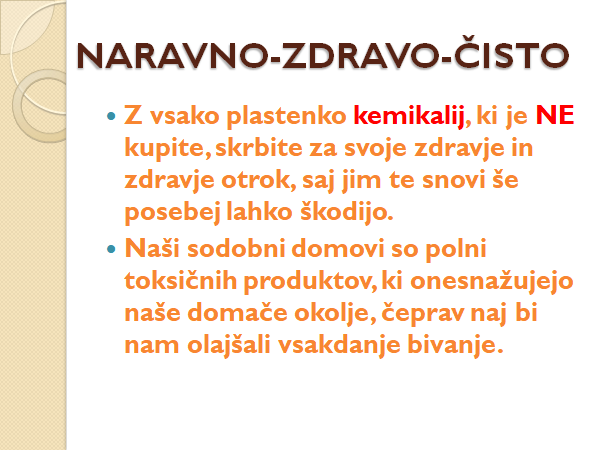 NARAVNO-ZDRAVO-ČISTO
• Z vsako plastenko kemikalij, ki je NE
kupite, skrbite za svoje zdravje in
zdravje otrok, saj jim te snovi še
posebej lahko škodijo.
• Naši sodobni domovi so polni
toksičnih produktov, ki onesnažujejo
naše domače okolje, čeprav naj bi
nam olajšali vsakdanje bivanje.